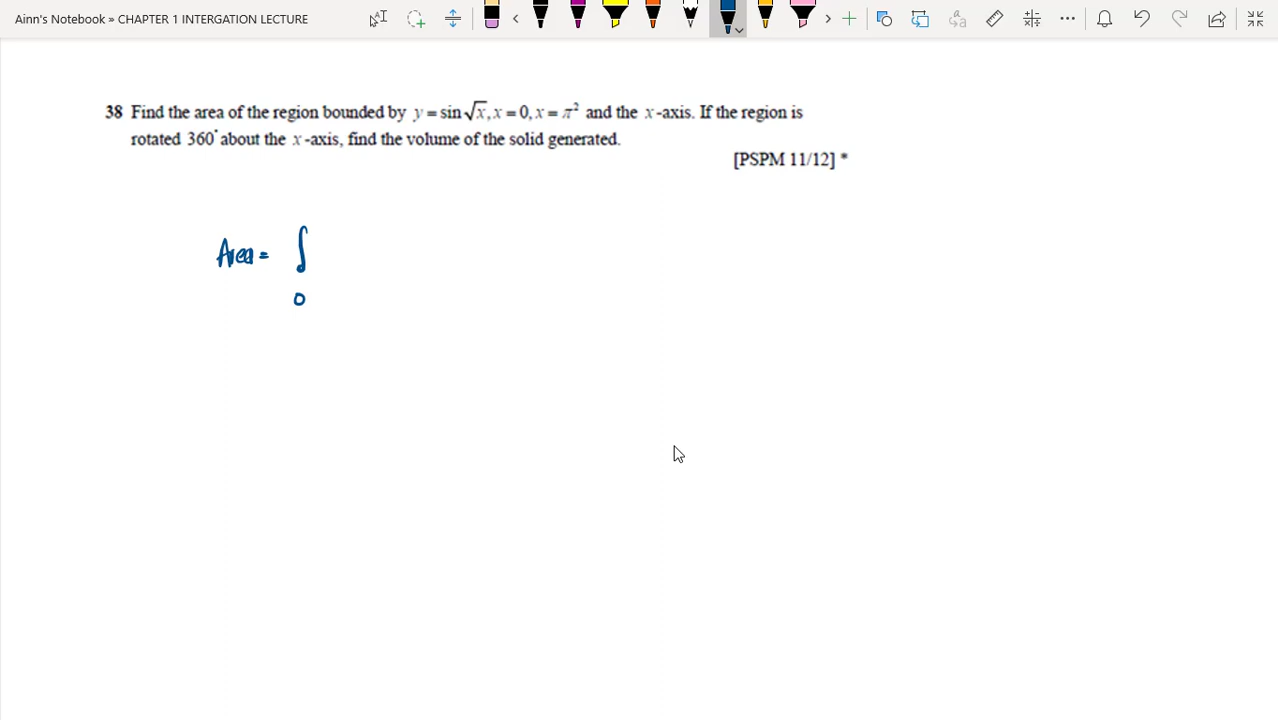 Ainn's Notebook » CHAPTER 1 INTERGATION LECTURE
38 Find the area of the region bounded by y = sin√x, x = 0, x = π² and the x-axis. If the region is
rotated 360° about the x-axis, find the volume of the solid generated.
[PSPM 11/12] *
Area = ∫
0